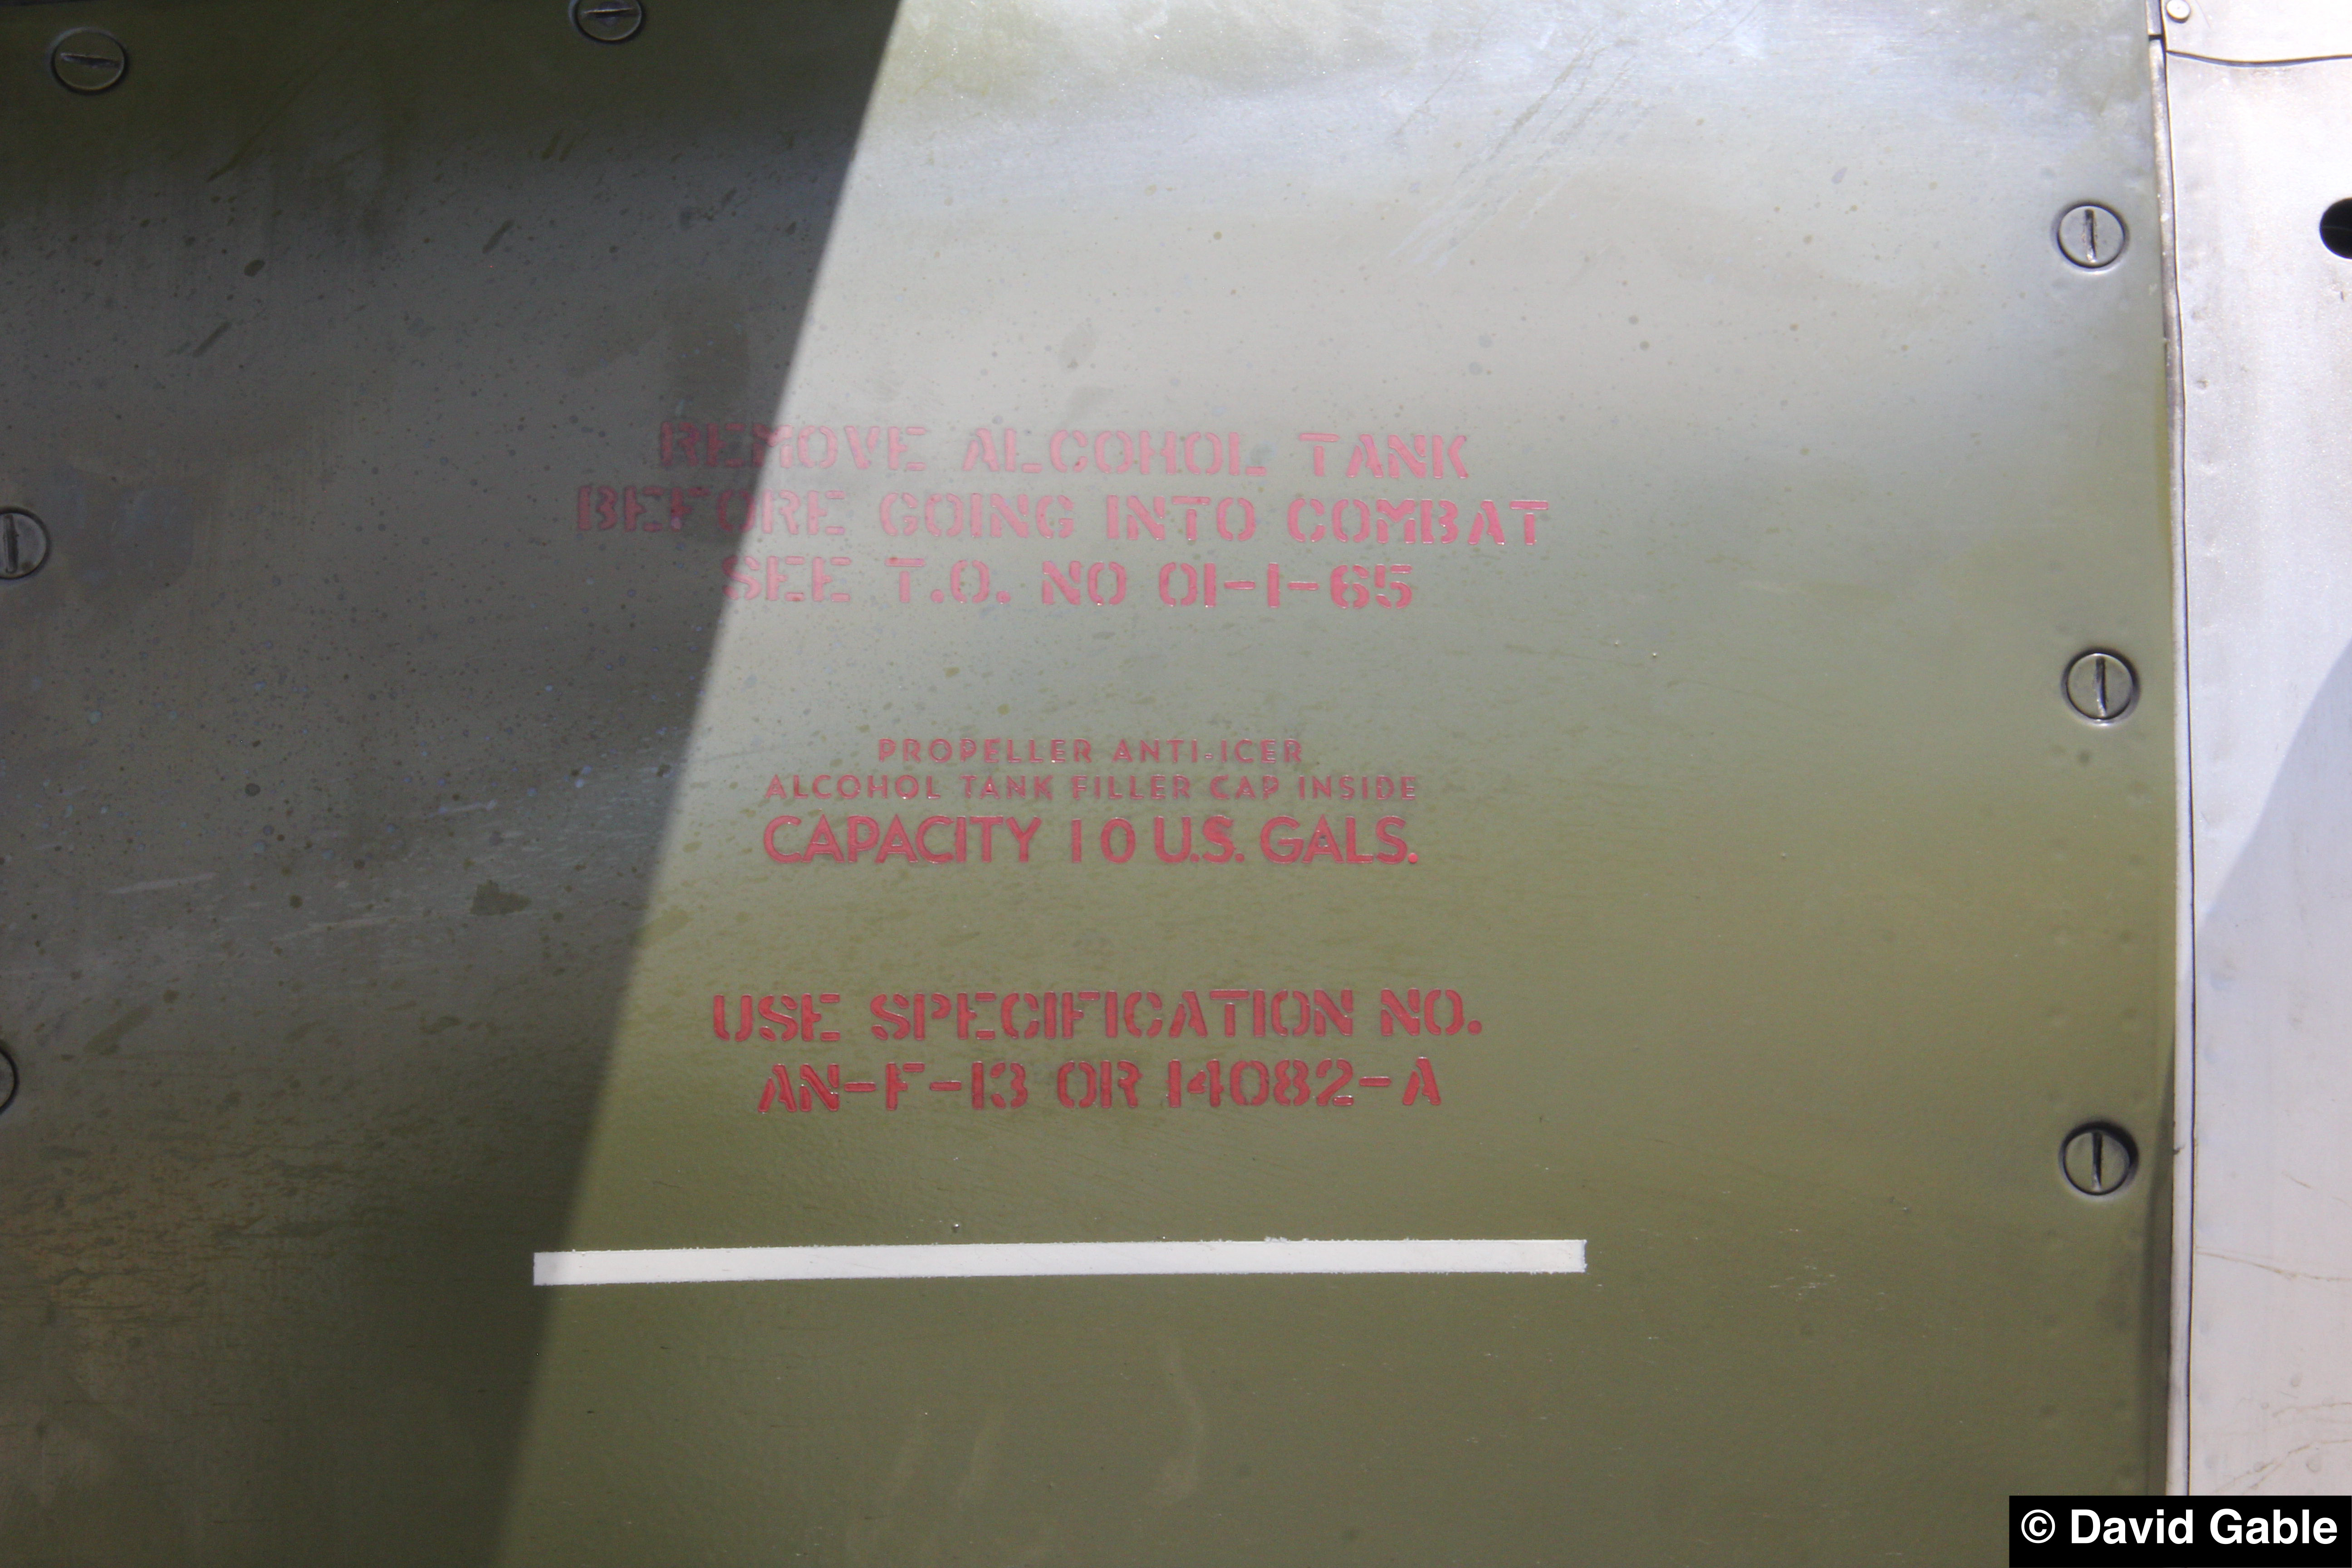 REMOVE ALCOHOL TANK
BEFORE GOING INTO COMBAT
SEE T.O. NO 01-1-65
PROPELLER ANTI-ICER
ALCOHOL TANK FILLER CAP INSIDE
CAPACITY 10 U.S. GALS.
USE SPECIFICATION NO.
AN-F-13 OR 14082-A
© David Gable